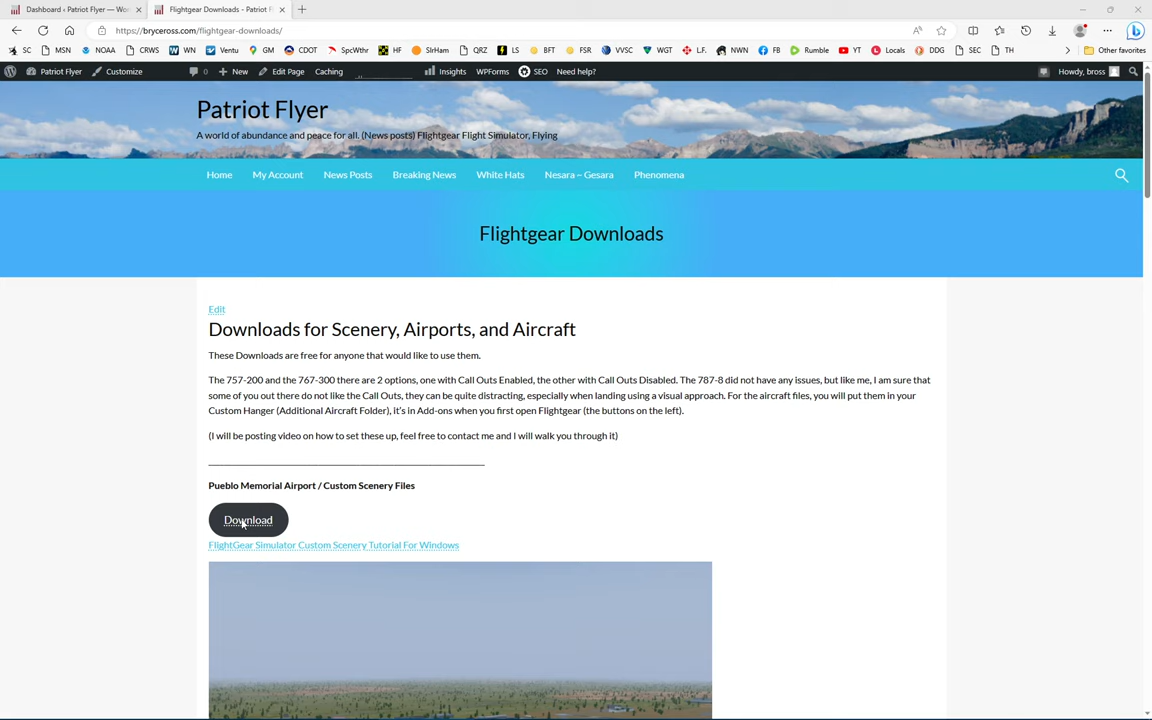 Dashboard ‹ Patriot Flyer — Wor
Flightgear Downloads - Patriot F
https://bryceross.com/flightgear-downloads/
SC MSN NOAA CRWS WN Ventu GM CDOT SpcWthr HF SlrHam QRZ LS BFT FSR VVSC WGT L.F. NWN FB Rumble YT Locals DDG SEC TH Other favorites
Patriot Flyer Customize 0 New Edit Page Caching Insights WPForms SEO Need help? Howdy, bross
Patriot Flyer
A world of abundance and peace for all. (News posts) Flightgear Flight Simulator, Flying
Home My Account News Posts Breaking News White Hats Nesara – Gesara Phenomena
Flightgear Downloads
Edit
Downloads for Scenery, Airports, and Aircraft
These Downloads are free for anyone that would like to use them.
The 757-200 and the 767-300 there are 2 options, one with Call Outs Enabled, the other with Call Outs Disabled. The 787-8 did not have any issues, but like me, I am sure that
some of you out there do not like the Call Outs, they can be quite distracting, especially when landing using a visual approach. For the aircraft files, you will put them in your
Custom Hanger (Additional Aircraft Folder), it's in Add-ons when you first open Flightgear (the buttons on the left).
(I will be posting video on how to set these up, feel free to contact me and I will walk you through it)
Pueblo Memorial Airport / Custom Scenery Files
Download
FlightGear Simulator Custom Scenery Tutorial For Windows